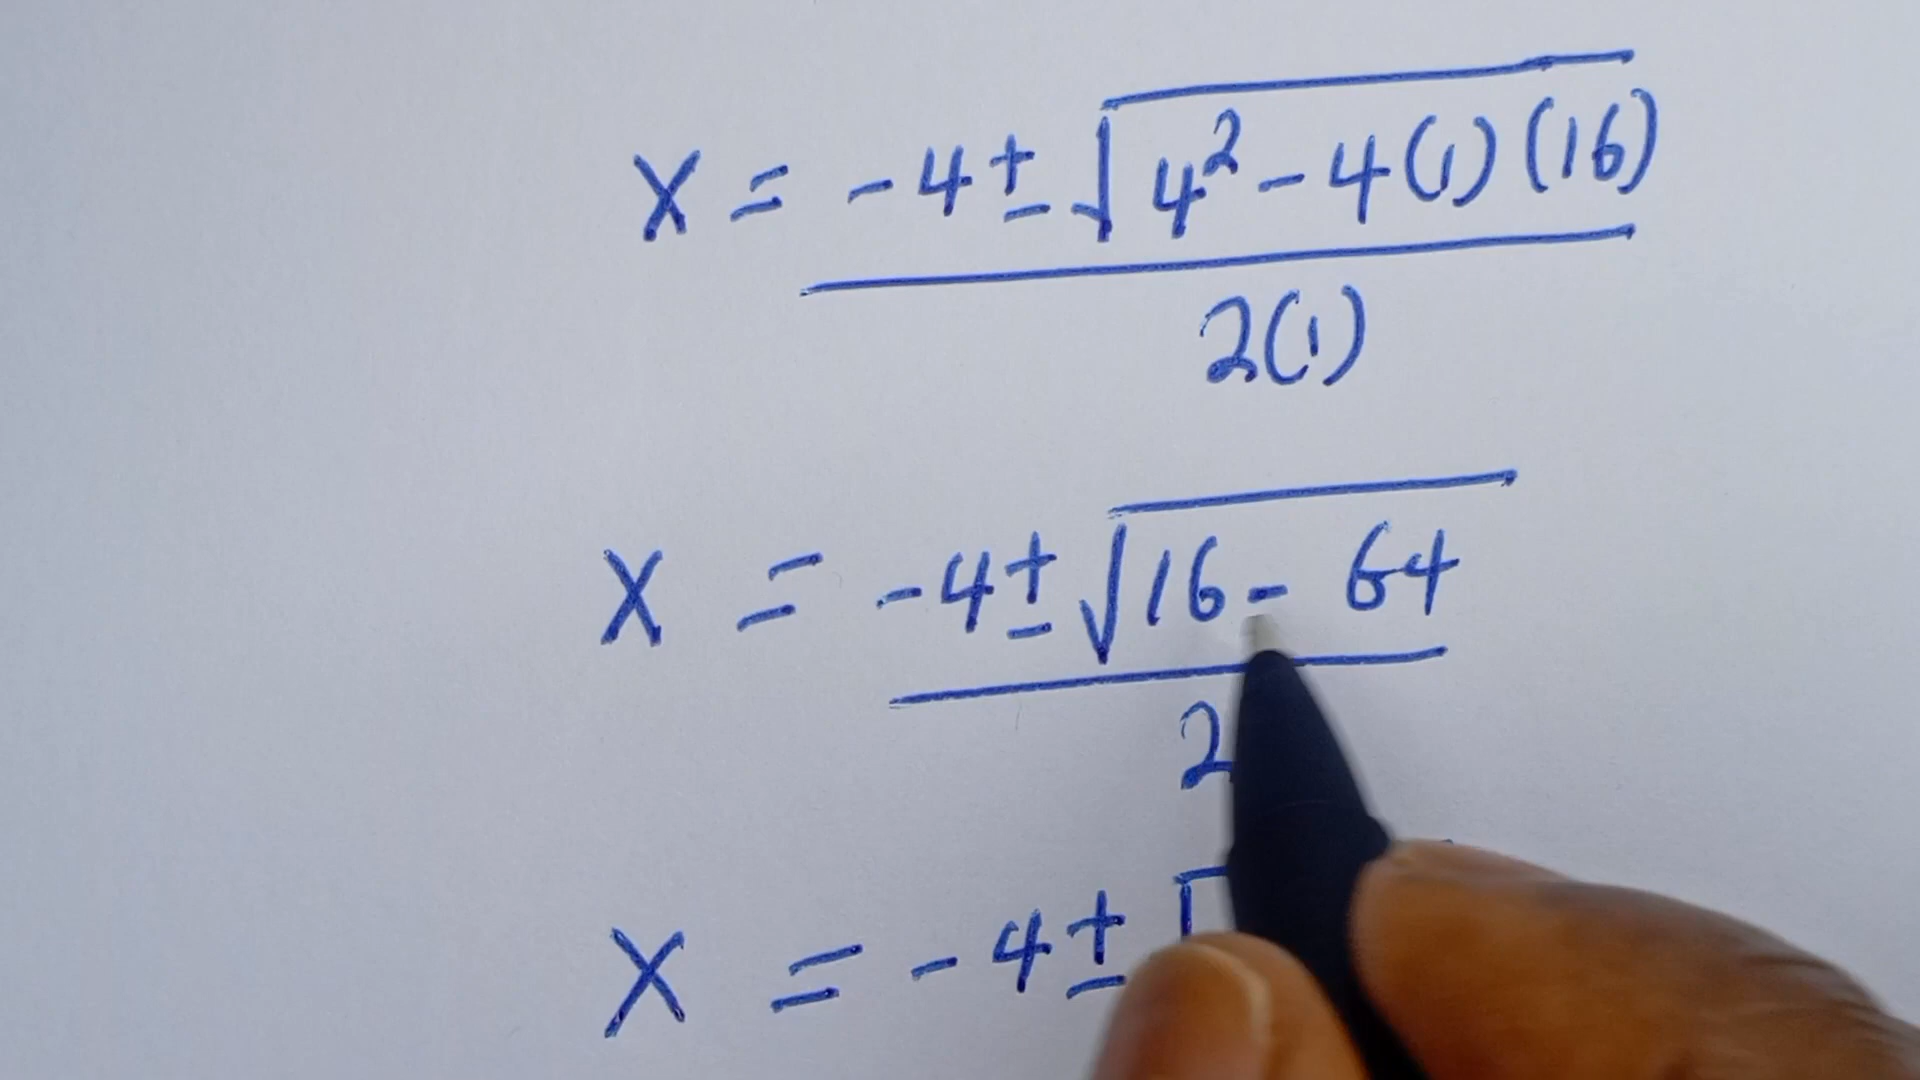 x = -4 ± √4² - 4(1)(16)
2(1)
x = -4 ± √16 - 64
2
x = -4 ± √